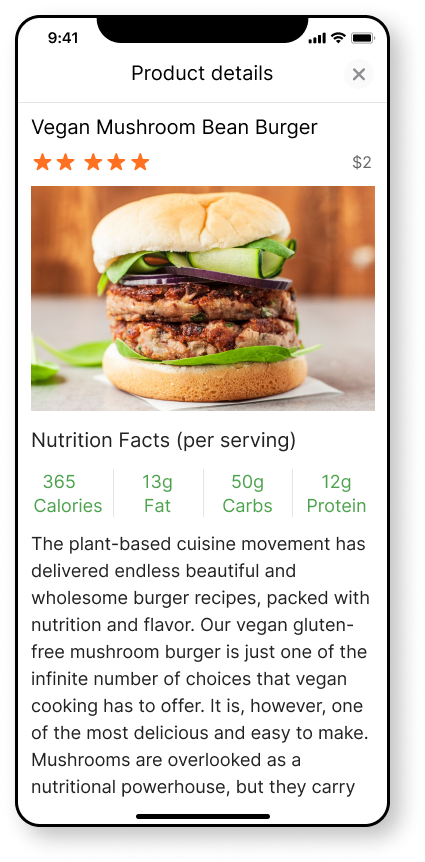 9:41
Product details
Vegan Mushroom Bean Burger
$2
Nutrition Facts (per serving)
365 13g 50g 12g
Calories Fat Carbs Protein
The plant-based cuisine movement has
delivered endless beautiful and
wholesome burger recipes, packed with
nutrition and flavor. Our vegan gluten-
free mushroom burger is just one of the
infinite number of choices that vegan
cooking has to offer. It is, however, one
of the most delicious and easy to make.
Mushrooms are overlooked as a
nutritional powerhouse, but they carry